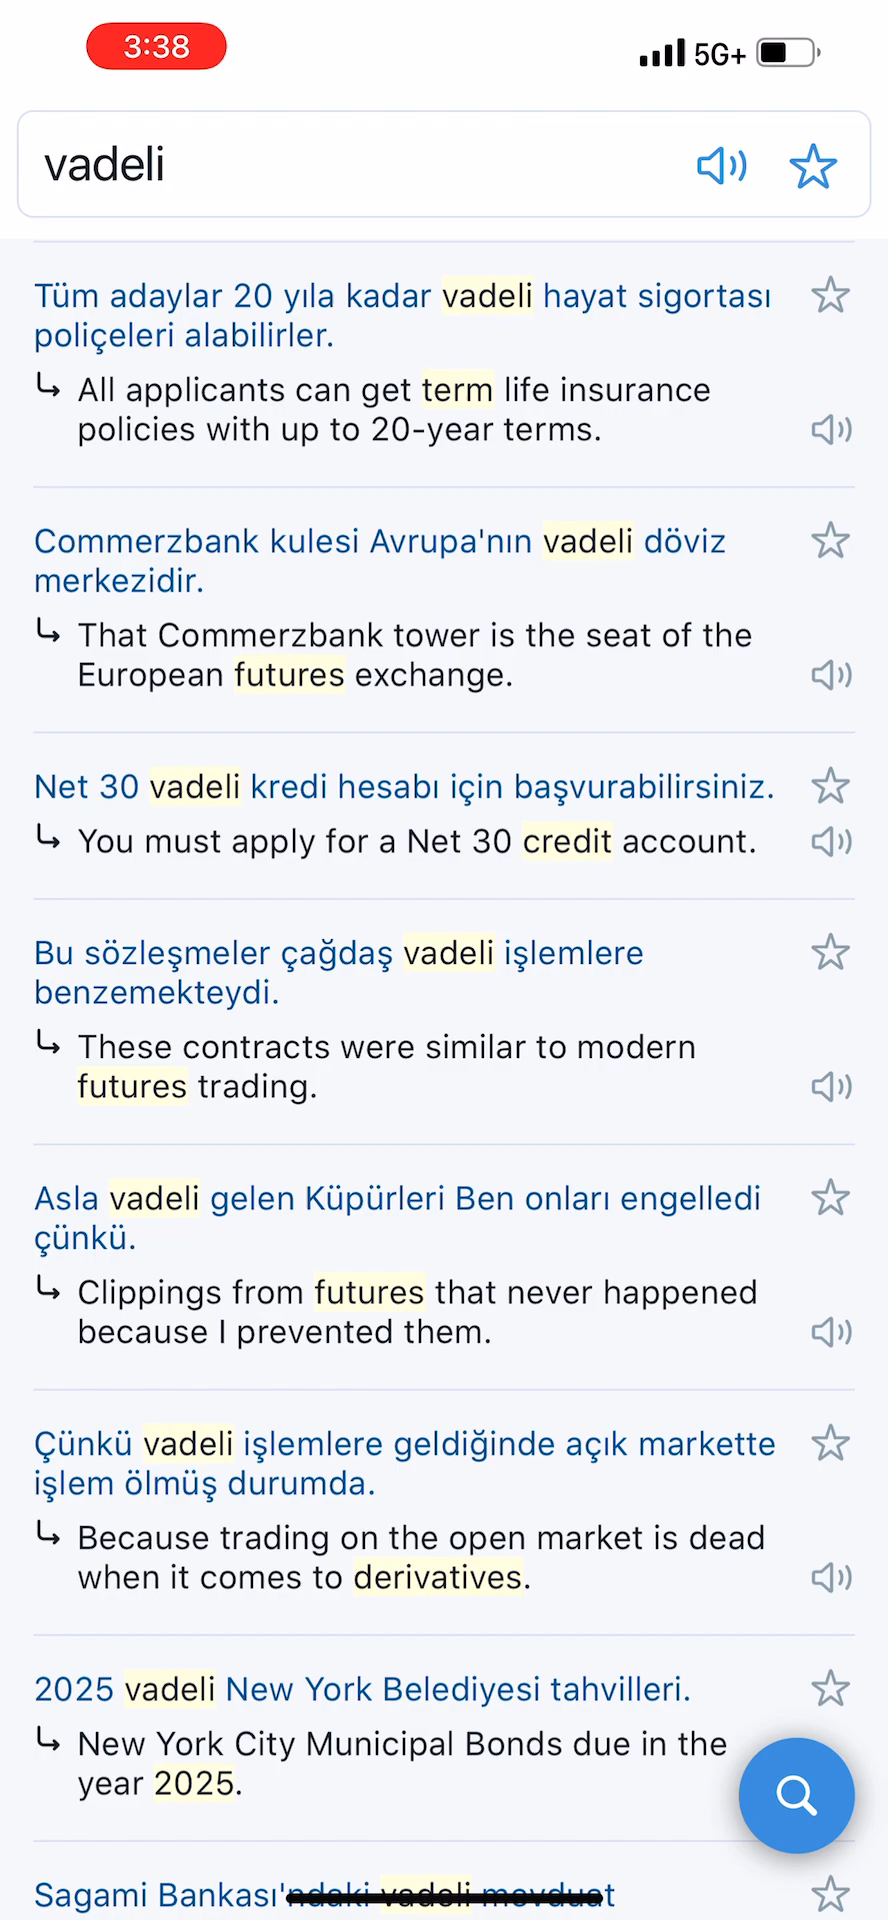 3:38
5G+
vadeli
Tüm adaylar 20 yıla kadar vadeli hayat sigortası
poliçeleri alabilirler.
All applicants can get term life insurance
policies with up to 20-year terms.
Commerzbank kulesi Avrupa'nın vadeli döviz
merkezidir.
That Commerzbank tower is the seat of the
European futures exchange.
Net 30 vadeli kredi hesabı için başvurabilirsiniz.
You must apply for a Net 30 credit account.
Bu sözleşmeler çağdaş vadeli işlemlere
benzemekteydi.
These contracts were similar to modern
futures trading.
Asla vadeli gelen Küpürleri Ben onları engelledi
çünkü.
Clippings from futures that never happened
because I prevented them.
Çünkü vadeli işlemlere geldiğinde açık markette
işlem ölmüş durumda.
Because trading on the open market is dead
when it comes to derivatives.
2025 vadeli New York Belediyesi tahvilleri.
New York City Municipal Bonds due in the
year 2025.
Sagami Bankası'ndaki vadeli mevduat